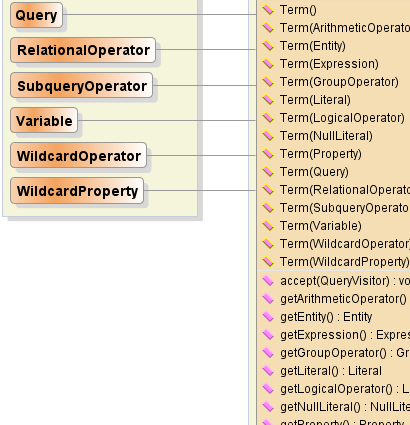 Query
RelationalOperator
SubqueryOperator
Variable
WildcardOperator
WildcardProperty
Term()
Term(ArithmeticOperato
Term(Entity)
Term(Expression)
Term(GroupOperator)
Term(Literal)
Term(LogicalOperator)
Term(NullLiteral)
Term(Property)
Term(Query)
Term(RelationalOperato
Term(SubqueryOperato
Term(Variable)
Term(WildcardOperator)
Term(WildcardProperty)
accept(QueryVisitor) : vo
getArithmeticOperator()
getEntity() : Entity
getExpression() : Expres
getGroupOperator() : Gr
getLiteral() : Literal
getLogicalOperator() : L
getNullLiteral() : NullLite
getProperty() : Property